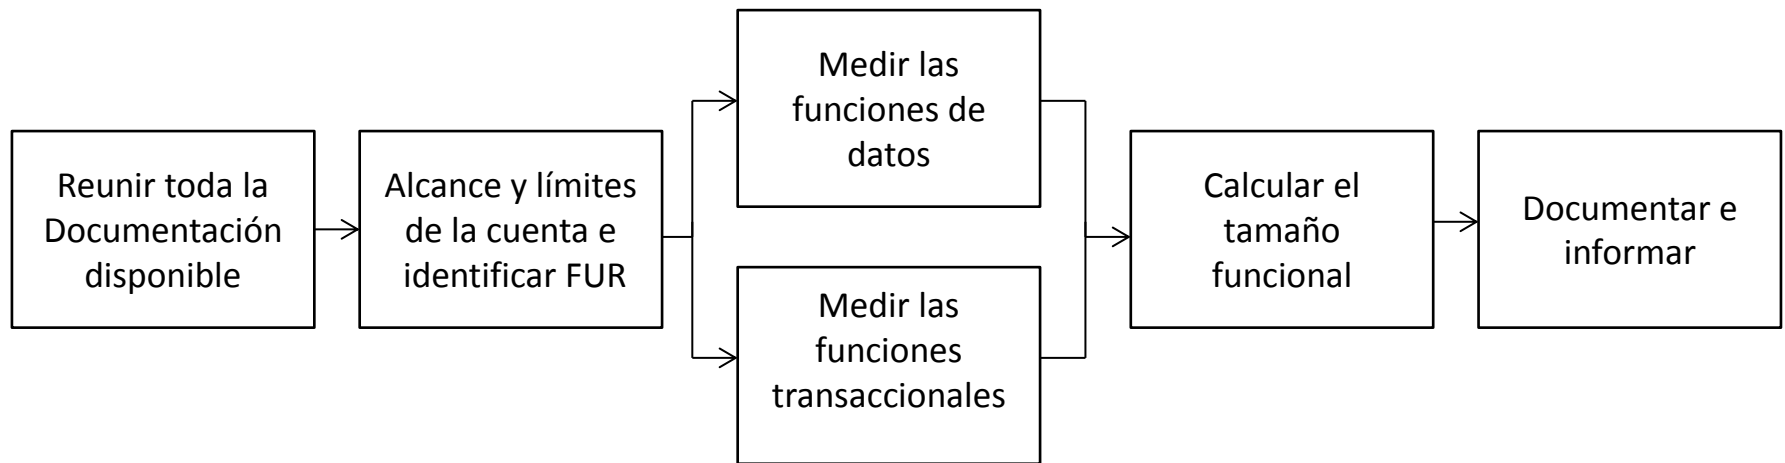 Reunir toda la
Documentación
disponible
Alcance y límites
de la cuenta e
identificar FUR
Medir las
funciones de
datos
Medir las
funciones
transaccionales
Calcular el
tamaño
funcional
Documentar e
informar